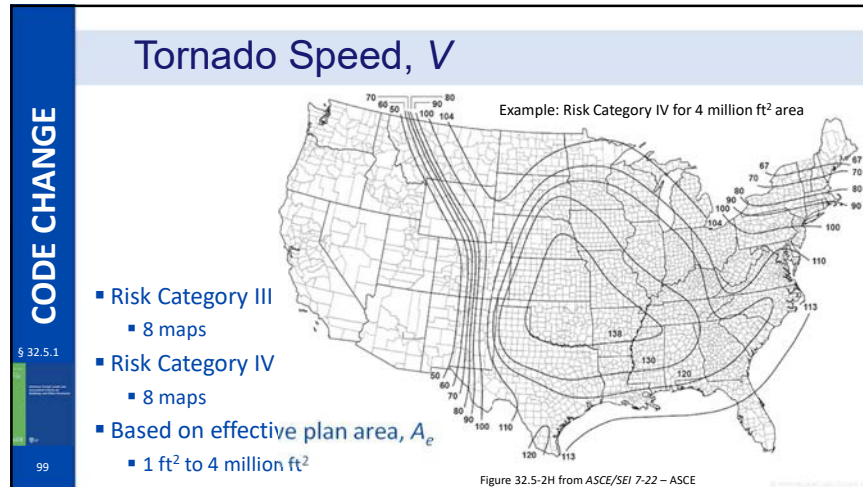 Tornado Speed, V
CODE CHANGE
§ 32.5.1
99
Example: Risk Category IV for 4 million ft² area
▪ Risk Category III
▪ 8 maps
▪ Risk Category IV
▪ 8 maps
▪ Based on effective plan area, Aₑ
▪ 1 ft² to 4 million ft²
70 80
60 90
50 100 104
67
67
70
70
80
80
90
90
100
104
100
110
113
138
130
120
50
60
70
80
90
100
110
120
113
Figure 32.5-2H from ASCE/SEI 7-22 – ASCE